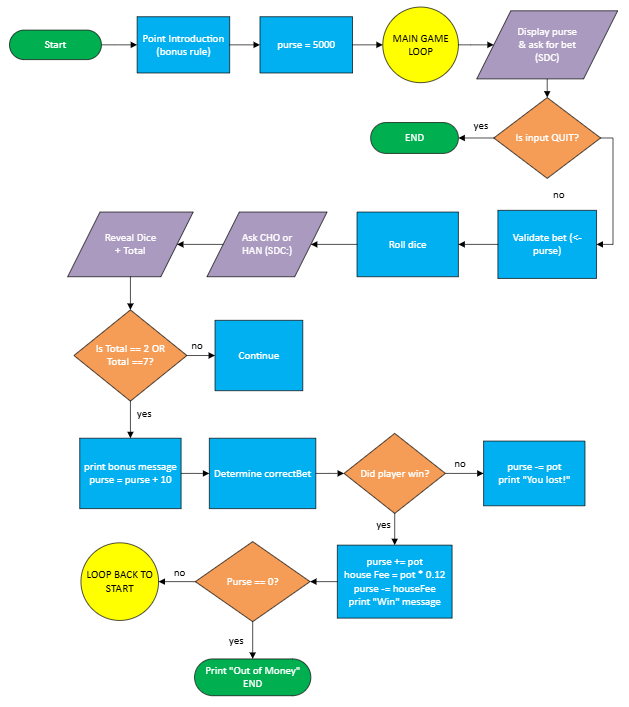 Start
Point Introduction
(bonus rule)
purse = 5000
MAIN GAME
LOOP
Display purse
& ask for bet
(SDC)
Is input QUIT?
yes
END
no
Validate bet (<-
purse)
Roll dice
Ask CHO or
HAN (SDC:)
Reveal Dice
+ Total
Is Total == 2 OR
Total ==7?
no
Continue
yes
print bonus message
purse = purse + 10
Determine correctBet
Did player win?
no
purse -= pot
print "You lost!"
yes
purse += pot
house Fee = pot * 0.12
purse -= houseFee
print "Win" message
Purse == 0?
no
LOOP BACK TO
START
yes
Print "Out of Money"
END